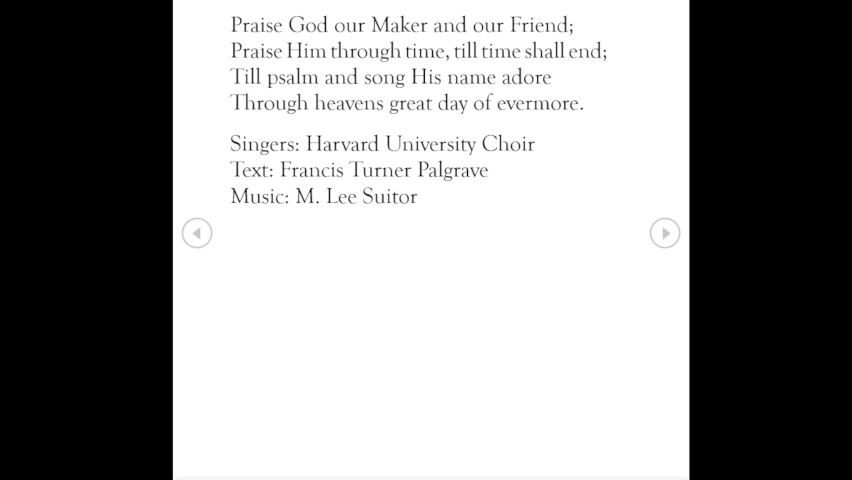 Praise God our Maker and our Friend;
Praise Him through time, till time shall end;
Till psalm and song His name adore
Through heavens great day of evermore.
Singers: Harvard University Choir
Text: Francis Turner Palgrave
Music: M. Lee Suitor